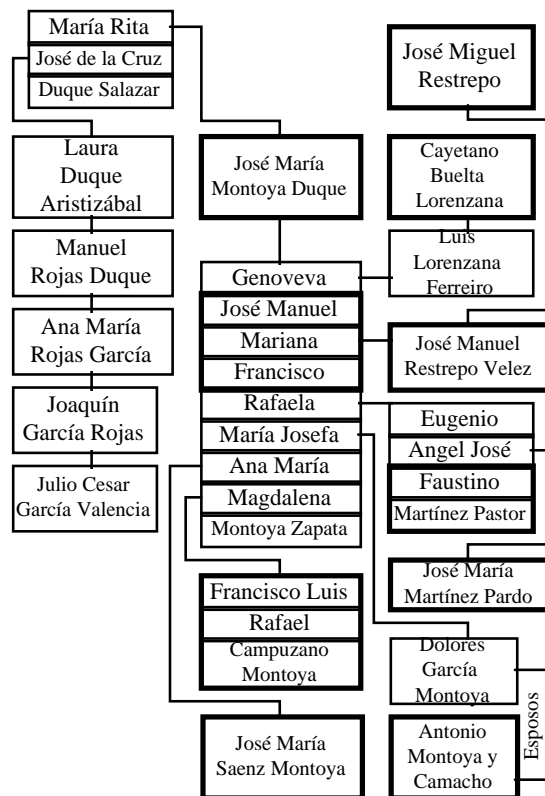 María Rita
José de la Cruz
Duque Salazar
Laura
Duque
Aristizábal
Manuel
Rojas Duque
Ana María
Rojas García
Joaquín
García Rojas
Julio Cesar
García Valencia
José María
Montoya Duque
Genoveva
José Manuel
Mariana
Francisco
Rafaela
María Josefa
Ana María
Magdalena
Montoya Zapata
Francisco Luis
Rafael
Campuzano
Montoya
José María
Saenz Montoya
José Miguel
Restrepo
Cayetano
Buelta
Lorenzana
Luis
Lorenzana
Ferreiro
José Manuel
Restrepo Velez
Eugenio
Angel José
Faustino
Martínez Pastor
José María
Martínez Pardo
Dolores
García
Montoya
Esposos
Antonio
Montoya y
Camacho